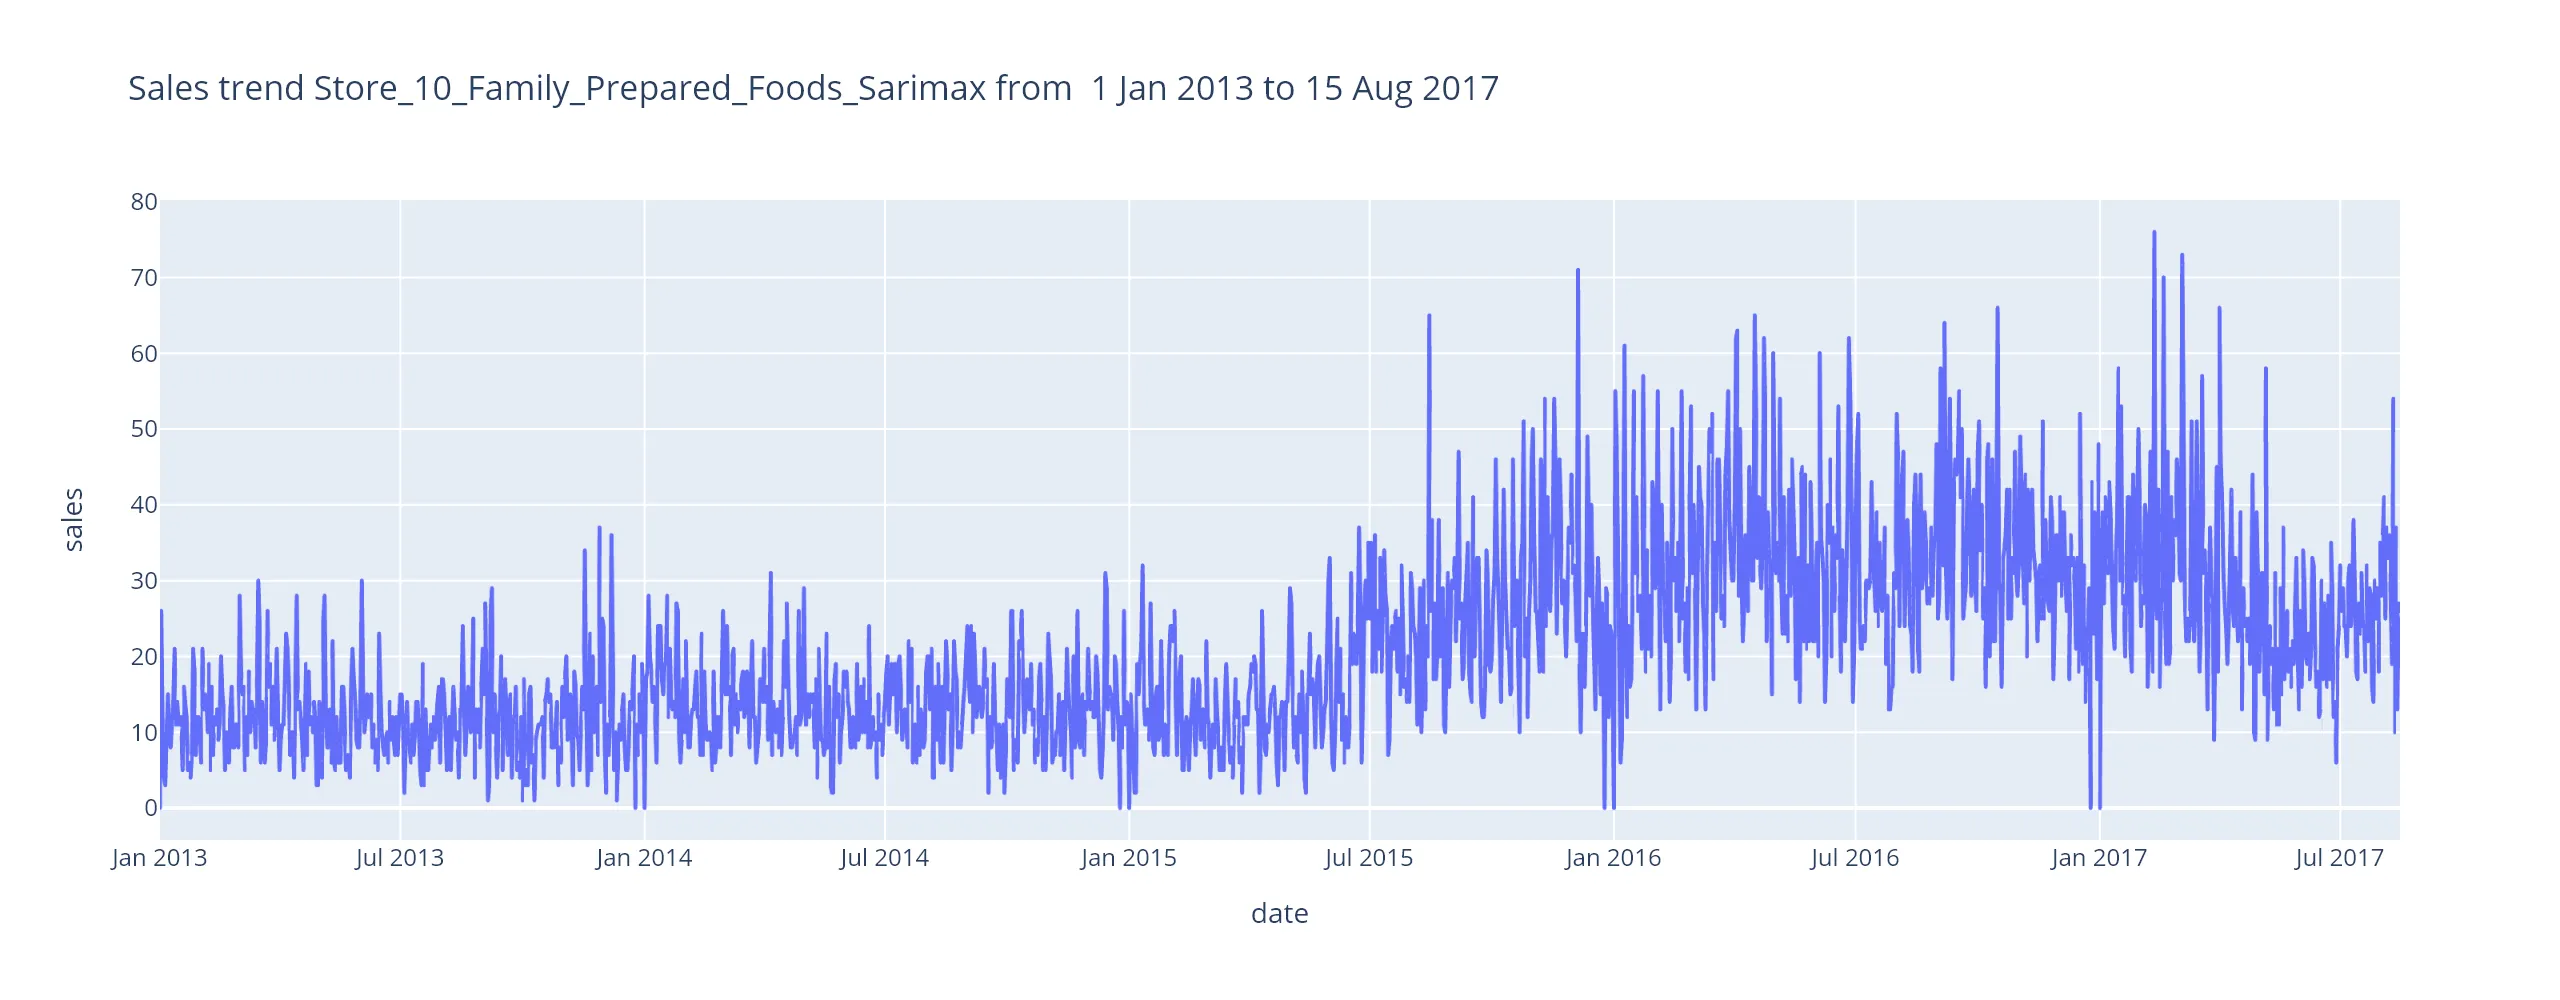 Sales trend Store_10_Family_Prepared_Foods_Sarimax from  1 Jan 2013 to 15 Aug 2017
80
70
60
50
40
30
20
10
0
sales
Jan 2013 Jul 2013 Jan 2014 Jul 2014 Jan 2015 Jul 2015 Jan 2016 Jul 2016 Jan 2017 Jul 2017
date